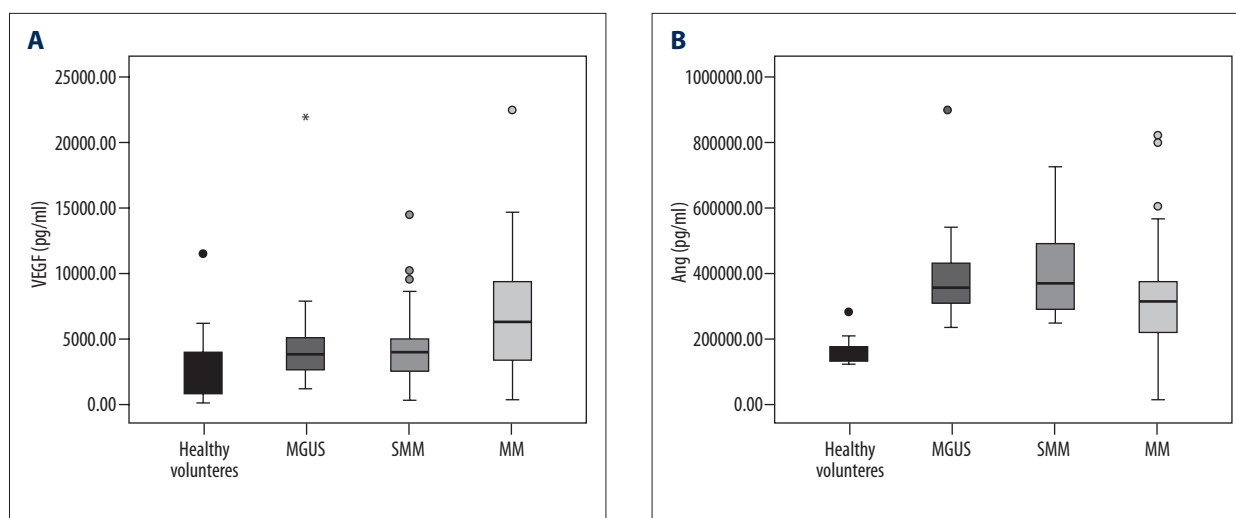 A
25000.00
20000.00
15000.00
10000.00
5000.00
0.00
VEGF (pg/ml)
Healthy
volunteres
MGUS
SMM
MM
B
1000000.00
800000.00
600000.00
400000.00
200000.00
0.00
Ang (pg/ml)
Healthy
volunteres
MGUS
SMM
MM